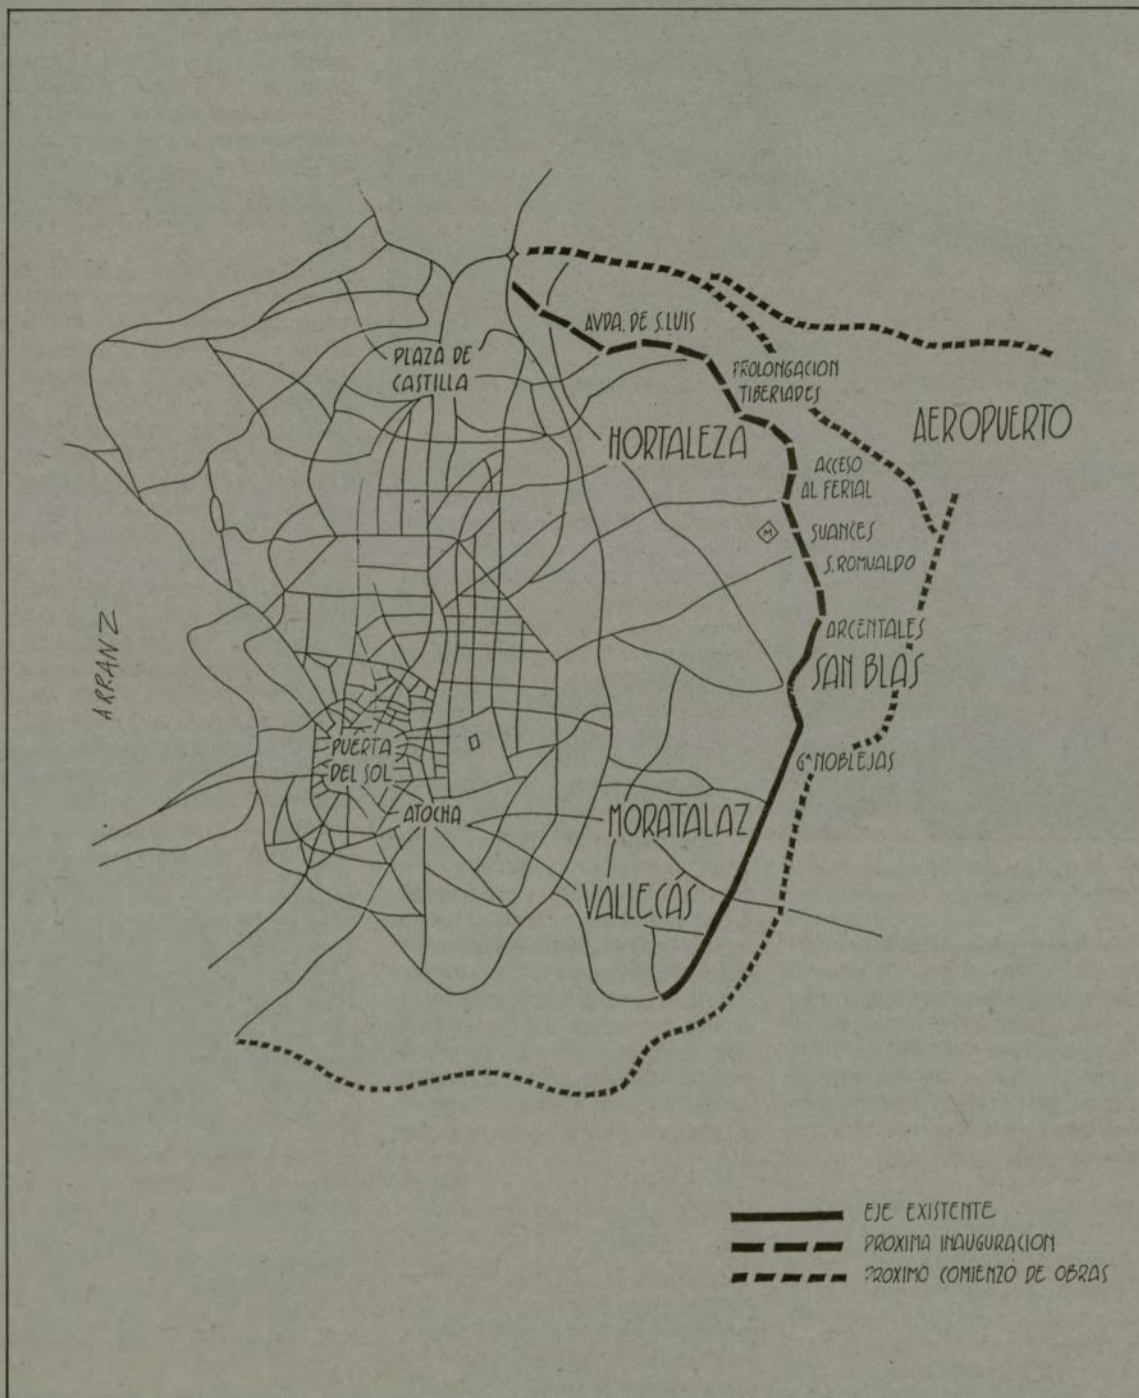 AVDA. DE S. LUIS
PLAZA DE
CASTILLA
PROLONGACION
TIBERIADES
AEROPUERTO
HORTALEZA
ACCESO
AL FERIAL
M
SUANCES
S. ROMUALDO
ARCENTALES
SAN BLAS
ARRANZ
PUERTA
DEL SOL
Gª NOBLEJAS
ATOCHA
MORATALAZ
VALLECAS
EJE EXISTENTE
PROXIMA INAUGURACION
PROXIMO COMIENZO DE OBRAS